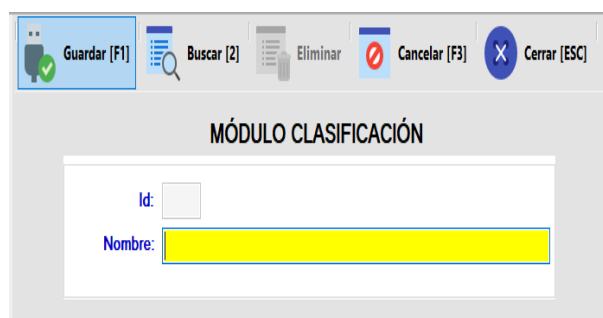 Guardar [F1] Buscar [2] Eliminar Cancelar [F3] Cerrar [ESC]
MÓDULO CLASIFICACIÓN
Id:
Nombre: